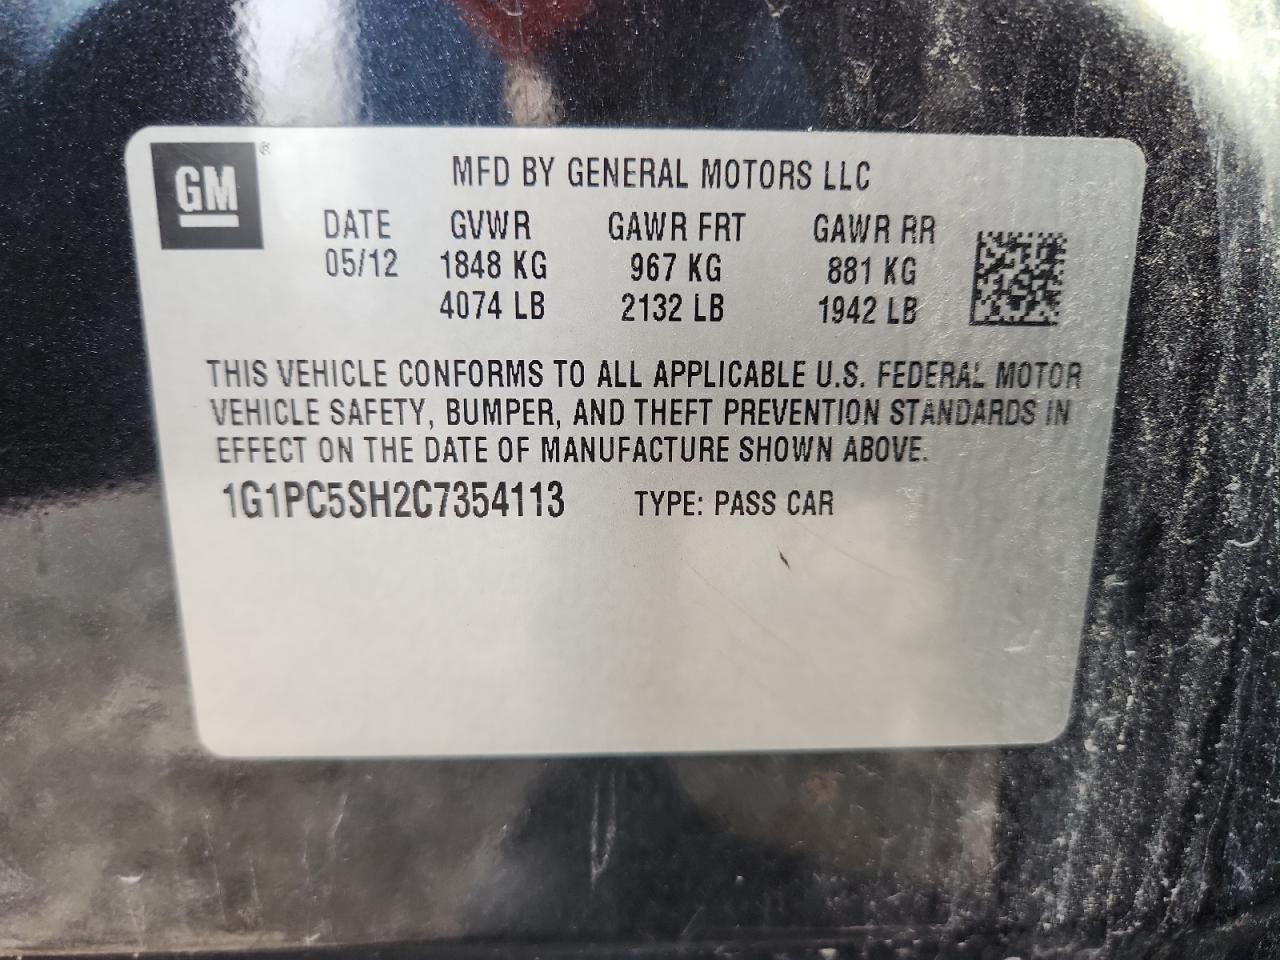 GM®
MFD BY GENERAL MOTORS LLC
DATE GVWR GAWR FRT GAWR RR
05/12 1848 KG 967 KG 881 KG
4074 LB 2132 LB 1942 LB
THIS VEHICLE CONFORMS TO ALL APPLICABLE U.S. FEDERAL MOTOR
VEHICLE SAFETY, BUMPER, AND THEFT PREVENTION STANDARDS IN
EFFECT ON THE DATE OF MANUFACTURE SHOWN ABOVE.
1G1PC5SH2C7354113 TYPE: PASS CAR